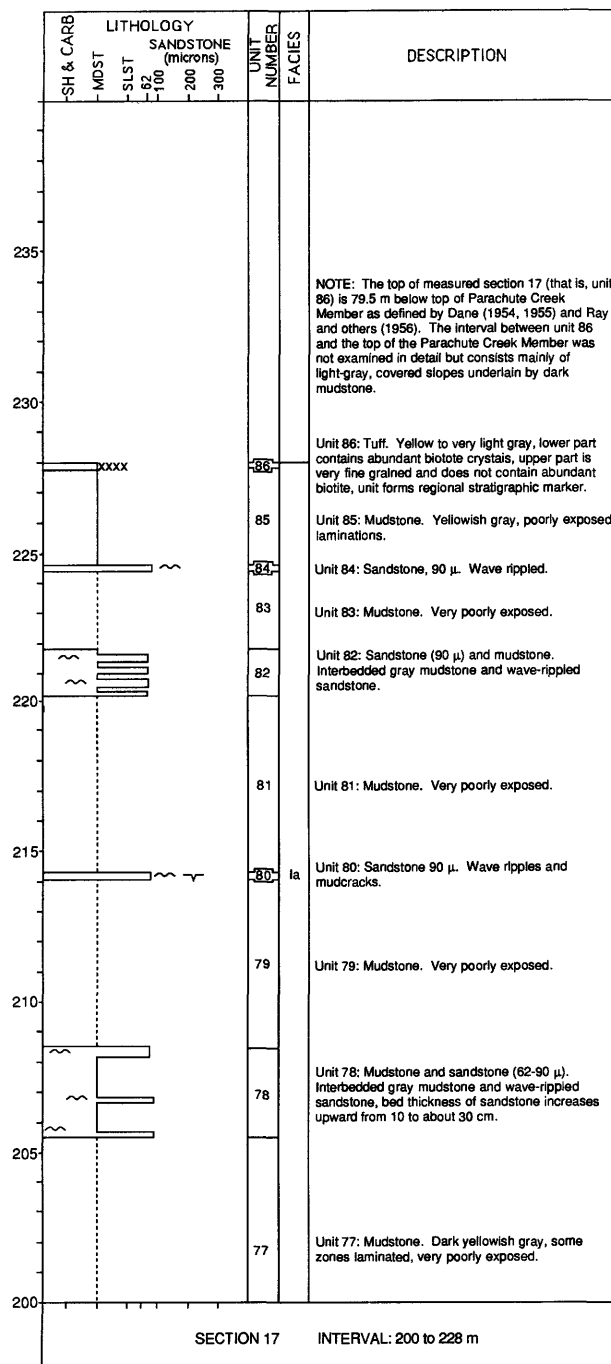 LITHOLOGY
SANDSTONE
(microns)
SH & CARB
MDST
SLST
62
100
200
300
UNIT
NUMBER
FACIES
DESCRIPTION
235
NOTE: The top of measured section 17 (that is, unit
86) is 79.5 m below top of Parachute Creek
Member as defined by Dane (1954, 1955) and Ray
and others (1956). The interval between unit 86
and the top of the Parachute Creek Member was
not examined in detail but consists mainly of
light-gray, covered slopes underlain by dark
mudstone.
230
Unit 86: Tuff. Yellow to very light gray, lower part
contains abundant biotote crystals, upper part is
very fine grained and does not contain abundant
biotite, unit forms regional stratigraphic marker.
XXXX
86
85
Unit 85: Mudstone. Yellowish gray, poorly exposed
laminations.
225
84
Unit 84: Sandstone, 90 µ. Wave rippled.
83
Unit 83: Mudstone. Very poorly exposed.
82
Unit 82: Sandstone (90 µ) and mudstone.
Interbedded gray mudstone and wave-rippled
sandstone.
220
81
Unit 81: Mudstone. Very poorly exposed.
215
80
Ia
Unit 80: Sandstone 90 µ. Wave ripples and
mudcracks.
79
Unit 79: Mudstone. Very poorly exposed.
210
78
Unit 78: Mudstone and sandstone (62-90 µ).
Interbedded gray mudstone and wave-rippled
sandstone, bed thickness of sandstone increases
upward from 10 to about 30 cm.
205
77
Unit 77: Mudstone. Dark yellowish gray, some
zones laminated, very poorly exposed.
200
SECTION 17 INTERVAL: 200 to 228 m